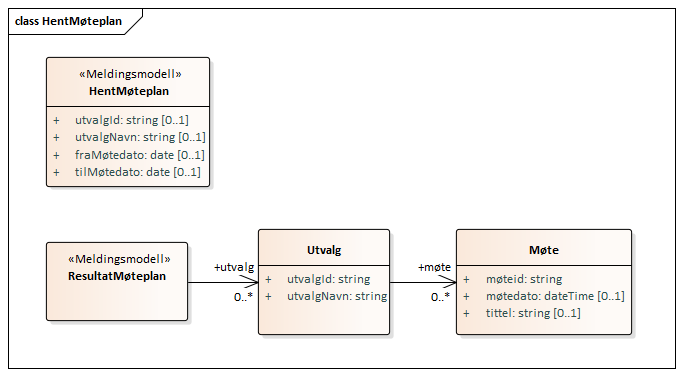 class HentMøteplan
«Meldingsmodell»
HentMøteplan
+ utvalgId: string [0..1]
+ utvalgNavn: string [0..1]
+ fraMøtedato: date [0..1]
+ tilMøtedato: date [0..1]
«Meldingsmodell»
ResultatMøteplan
+utvalg
0..*
Utvalg
+ utvalgId: string
+ utvalgNavn: string
+møte
0..*
Møte
+ møteid: string
+ møtedato: dateTime [0..1]
+ tittel: string [0..1]